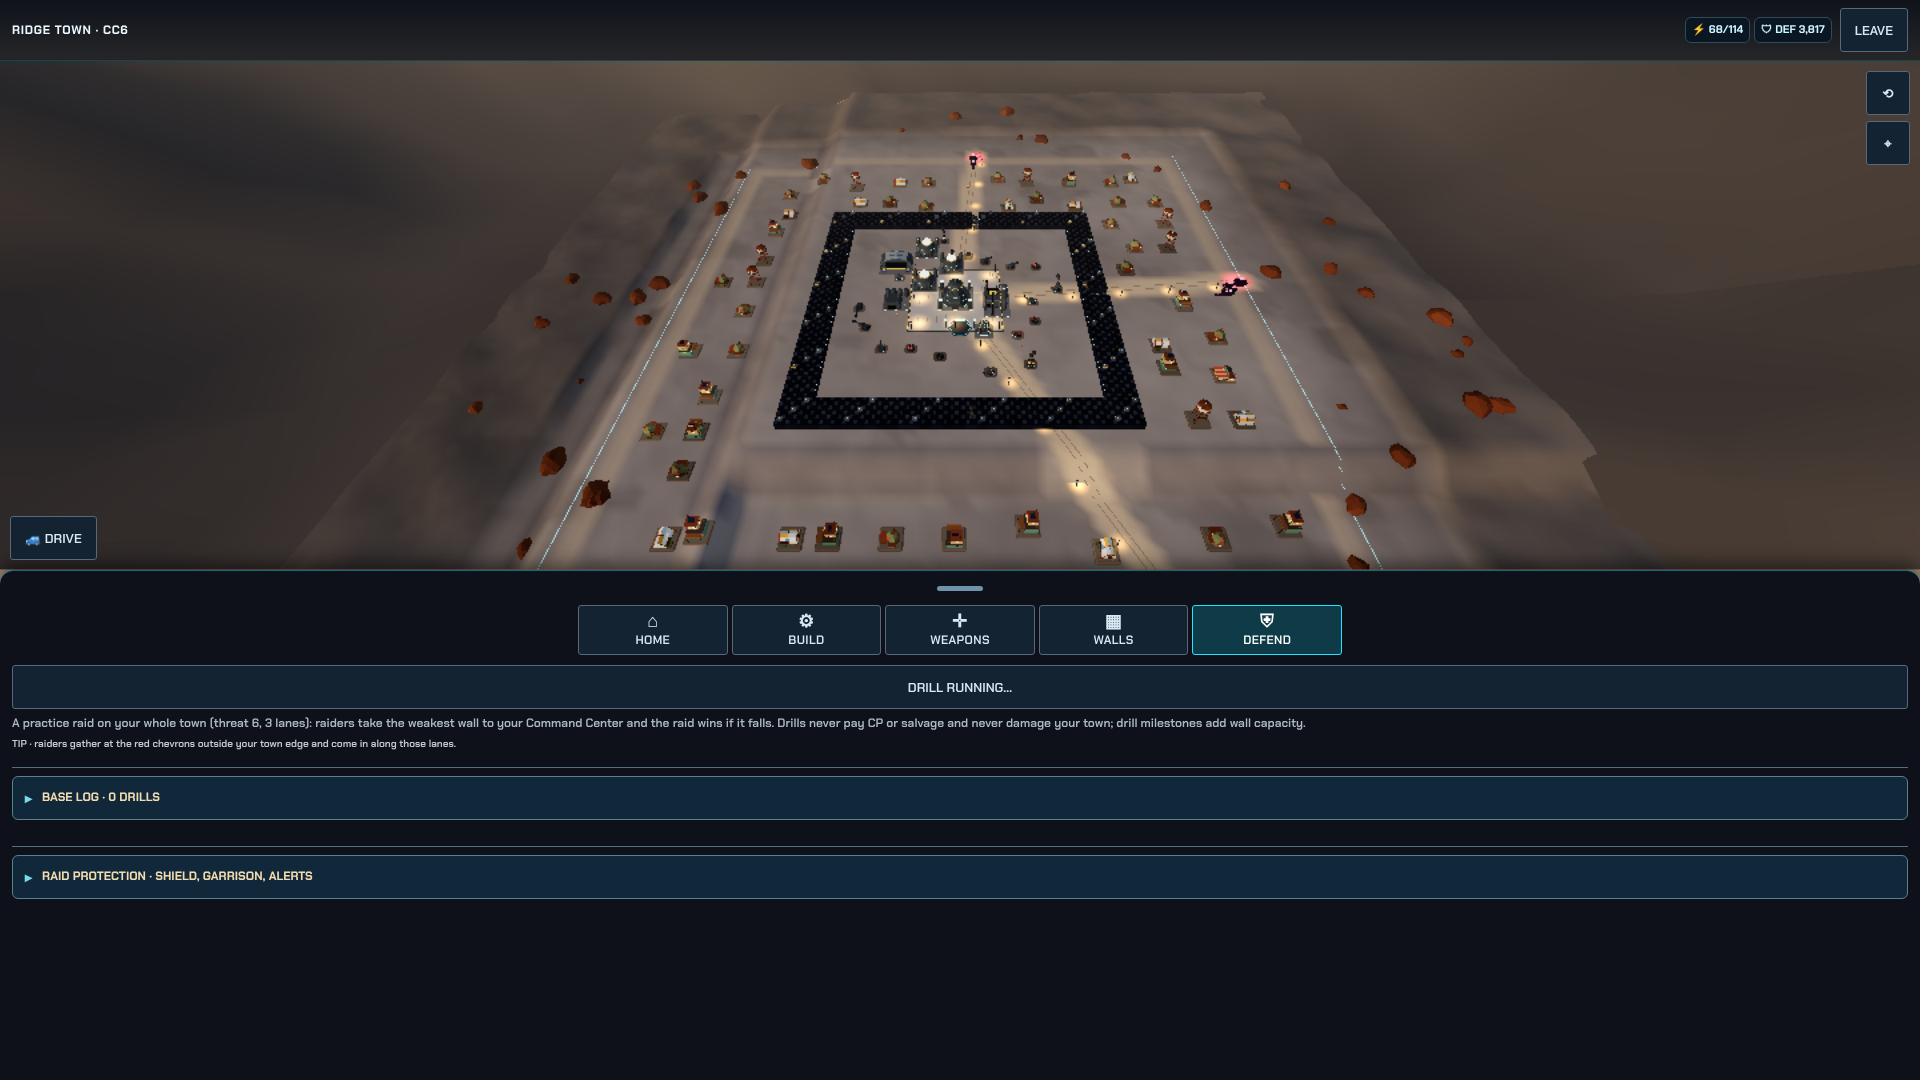 RIDGE TOWN · CC6
⚡ 68/114
DEF 3,817
LEAVE
DRIVE
HOME
BUILD
WEAPONS
WALLS
DEFEND
DRILL RUNNING...
A practice raid on your whole town (threat 6, 3 lanes): raiders take the weakest wall to your Command Center and the raid wins if it falls. Drills never pay CP or salvage and never damage your town; drill milestones add wall capacity.
TIP · raiders gather at the red chevrons outside your town edge and come in along those lanes.
BASE LOG · 0 DRILLS
RAID PROTECTION · SHIELD, GARRISON, ALERTS